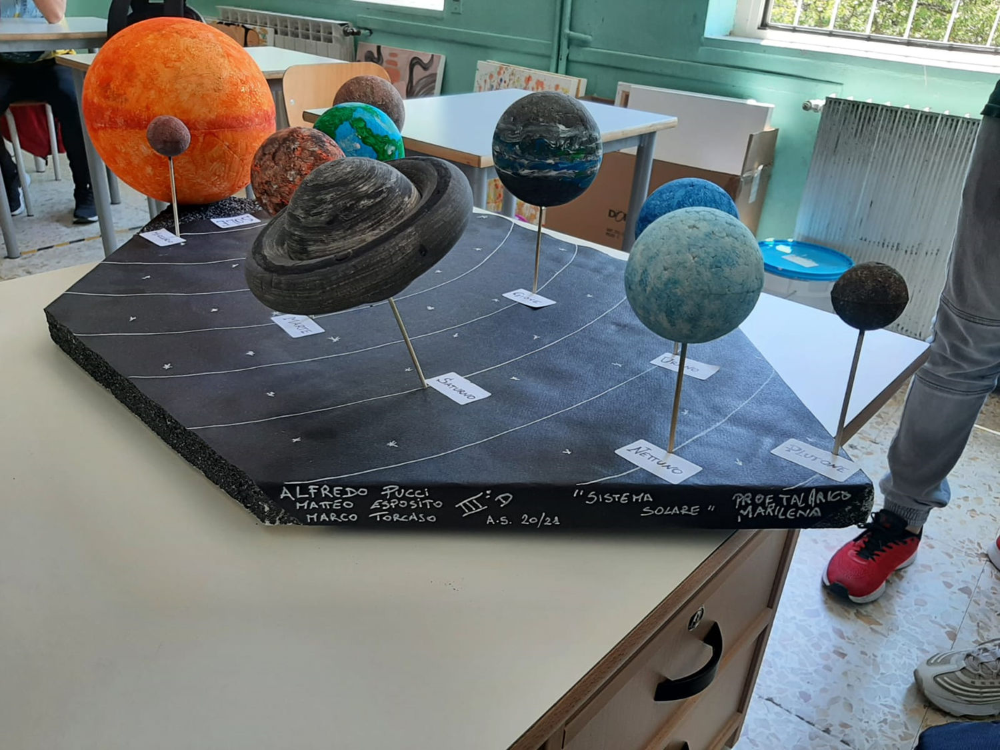 SOLE
MARTE
GIOVE
SATURNO
URANO
NETTUNO
PLUTONE
ALFREDO PUCCI
MATTEO ESPOSITO
MARCO TORCASO
III: D
A.S. 20/21
"SISTEMA
SOLARE"
PROF. TALARICO
MARILENA